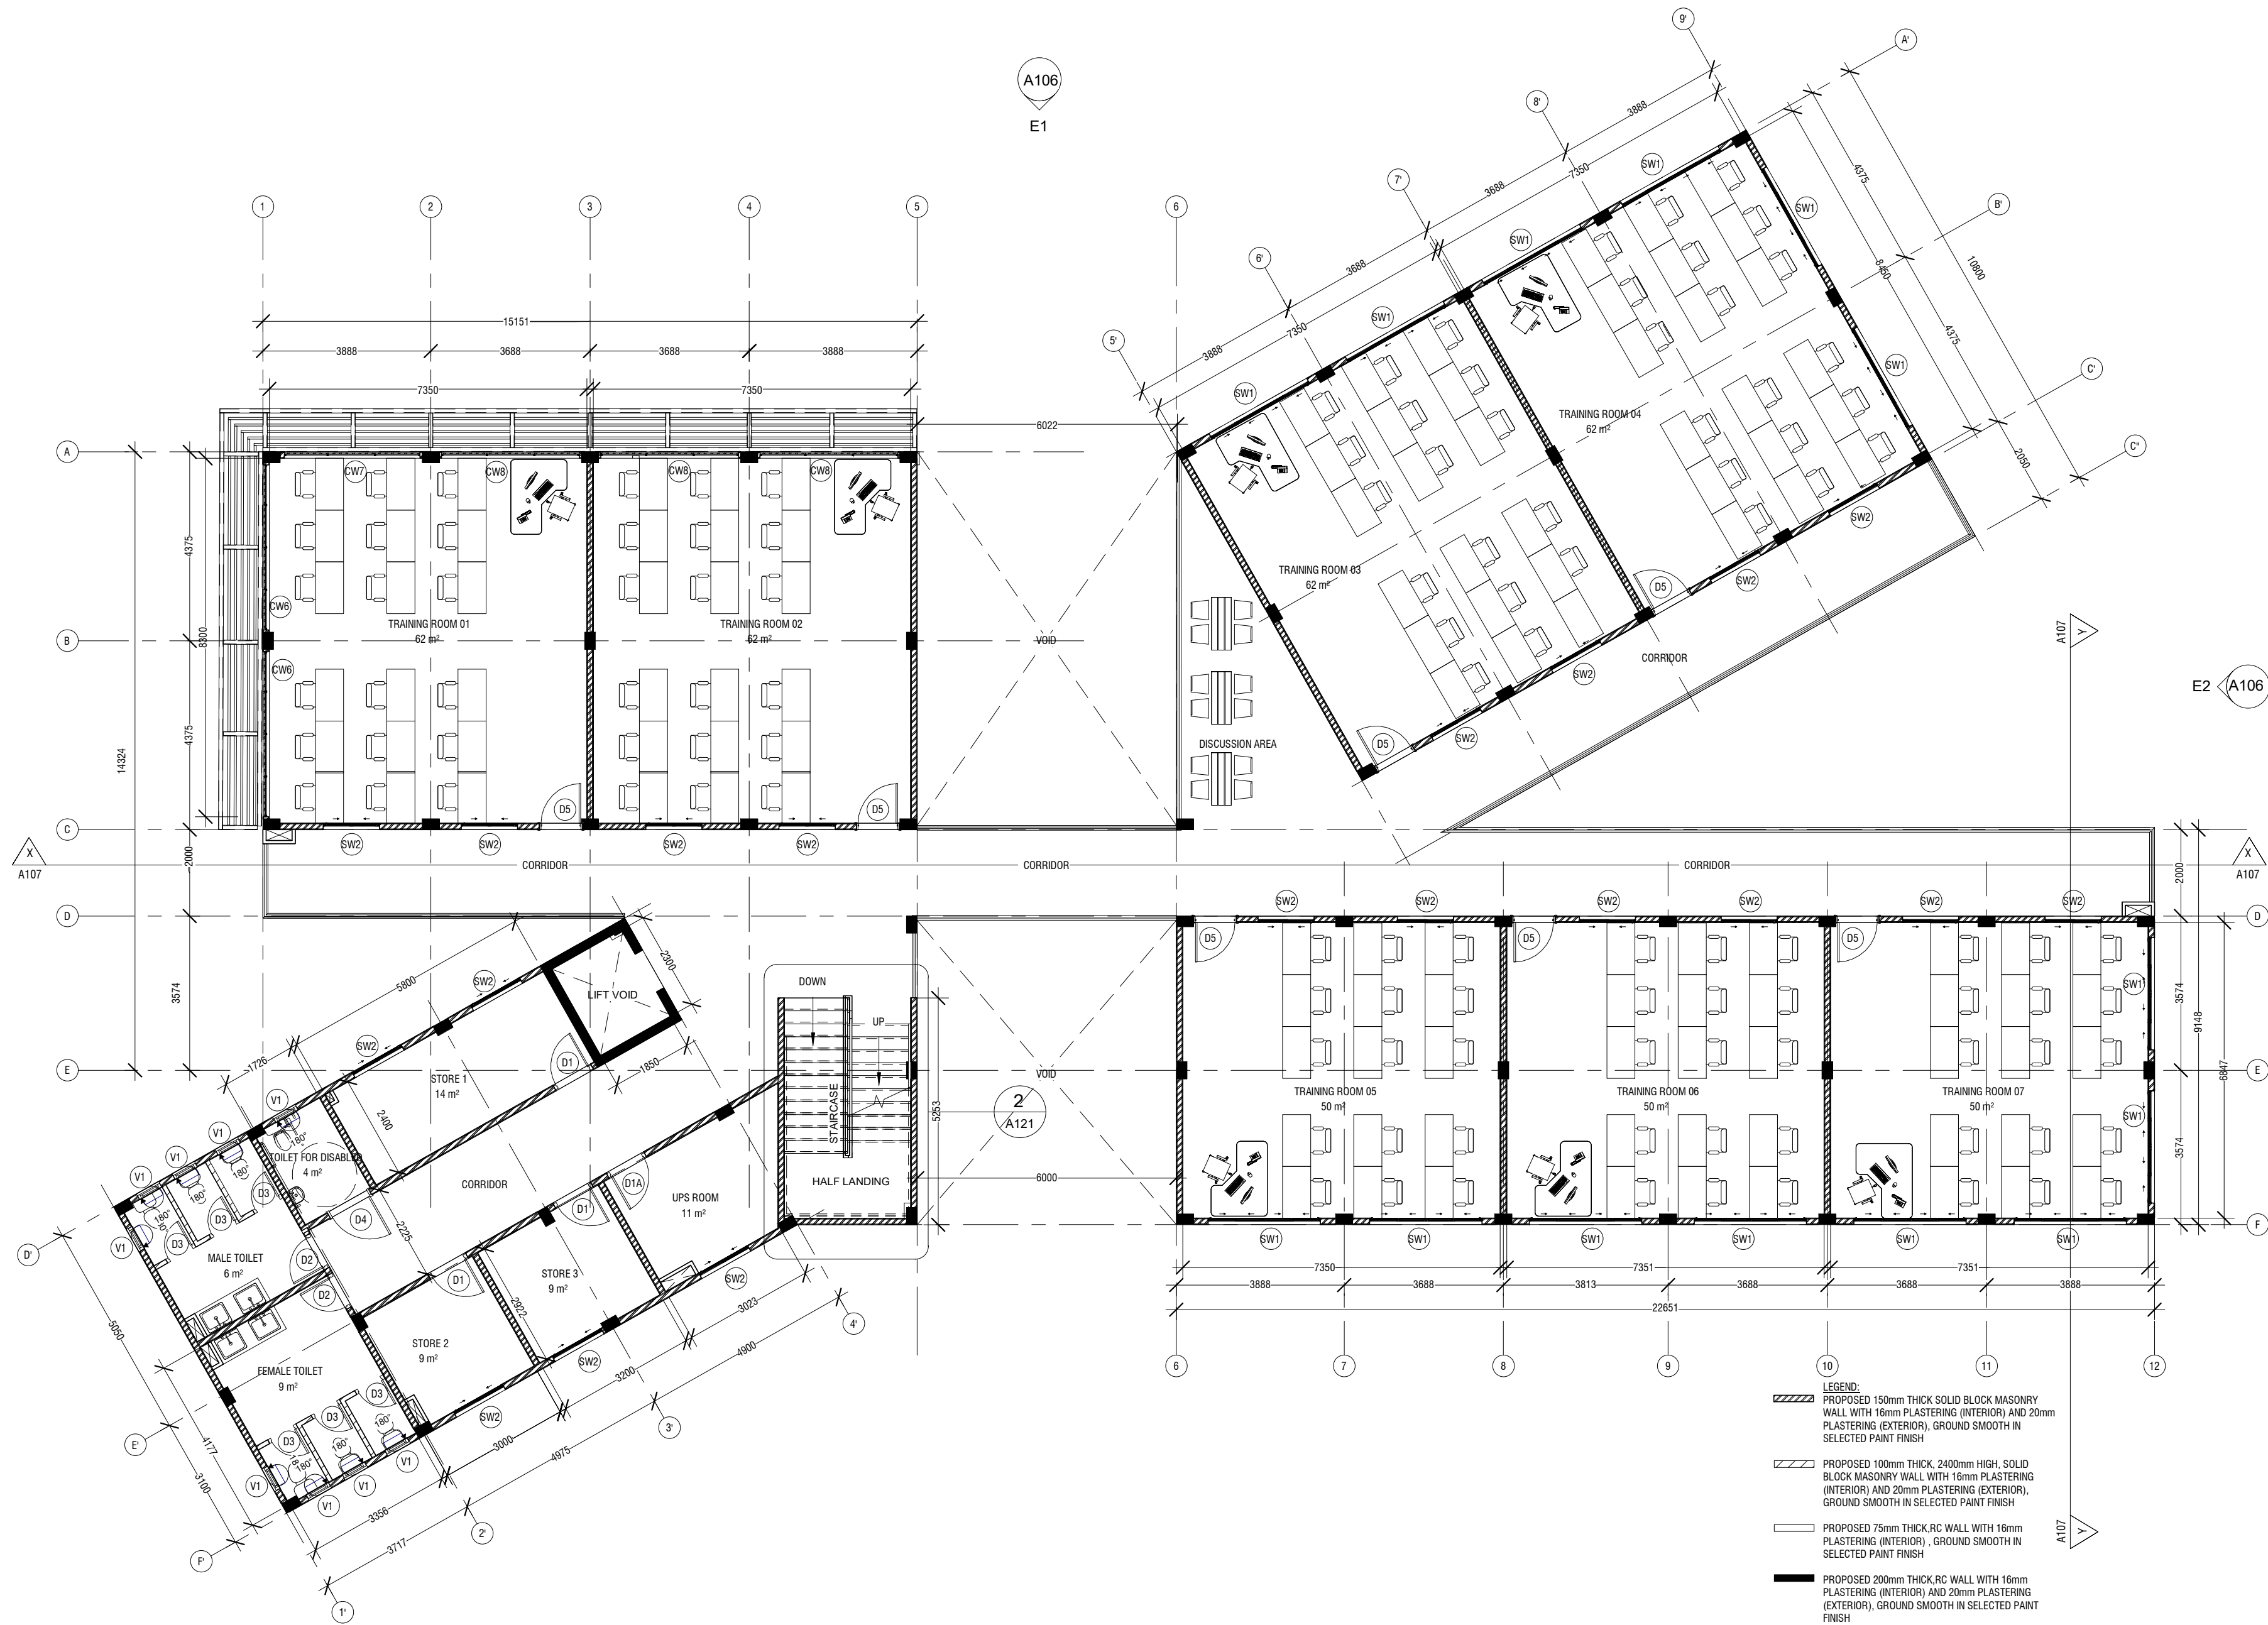 9'
A'
A106
E1
8'
3888
7350
7'
3688
SW1
4375
SW1
B'
1
2
3
4
5
6
6'
3688
7350
SW1
SW1
8450
10800
5'
3888
SW1
SW1
4375
C'
SW1
C"
2050
15151
3888
3688
3688
3888
7350
7350
6022
A
CW7
CW8
CW8
CW8
TRAINING ROOM 04
62 m²
SW2
4375
8300
CW6
TRAINING ROOM 01
62 m²
TRAINING ROOM 02
62 m²
TRAINING ROOM 03
62 m²
D5
SW2
B
VOID
A107
Y
CW6
CORRIDOR
SW2
E2
A106
14324
4375
DISCUSSION AREA
D5
SW2
D5
D5
C
SW2
SW2
SW2
SW2
X
A107
2000
CORRIDOR
CORRIDOR
CORRIDOR
2000
X
A107
SW2
SW2
SW2
SW2
SW2
SW2
D
D5
D5
D5
D
5800
SW2
2300
LIFT VOID
DOWN
UP
SW1
3574
3574
9148
1726
SW2
D1
1850
E
STORE 1
14 m²
VOID
E
6847
TRAINING ROOM 05
50 m²
TRAINING ROOM 06
50 m²
TRAINING ROOM 07
50 m²
2
A121
5253
STAIRCASE
SW1
V1
V1
V1
V1
2400
180°
180°
180°
180°
TOILET FOR DISABLED
4 m²
D3
D3
D3
D4
CORRIDOR
D1A
D1
UPS ROOM
11 m²
HALF LANDING
6000
3574
F
2225
V1
D'
MALE TOILET
6 m²
D2
D2
D1
STORE 3
9 m²
SW2
SW1
SW1
SW1
SW1
SW1
SW1
7350
7351
7351
3888
3688
3813
3688
3688
3888
22651
2922
3023
4'
5050
STORE 2
9 m²
SW2
4900
6
7
8
9
10
11
12
FEMALE TOILET
9 m²
D3
D3
D3
180°
180°
180°
3200
SW2
3'
E'
4177
3100
V1
V1
V1
V1
3000
4975
3356
2'
3717
F'
1'
LEGEND:
PROPOSED 150mm THICK SOLID BLOCK MASONRY
WALL WITH 16mm PLASTERING (INTERIOR) AND 20mm
PLASTERING (EXTERIOR), GROUND SMOOTH IN
SELECTED PAINT FINISH
PROPOSED 100mm THICK, 2400mm HIGH, SOLID
BLOCK MASONRY WALL WITH 16mm PLASTERING
(INTERIOR) AND 20mm PLASTERING (EXTERIOR),
GROUND SMOOTH IN SELECTED PAINT FINISH
PROPOSED 75mm THICK,RC WALL WITH 16mm
PLASTERING (INTERIOR) , GROUND SMOOTH IN
SELECTED PAINT FINISH
A107
Y
PROPOSED 200mm THICK,RC WALL WITH 16mm
PLASTERING (INTERIOR) AND 20mm PLASTERING
(EXTERIOR), GROUND SMOOTH IN SELECTED PAINT
FINISH